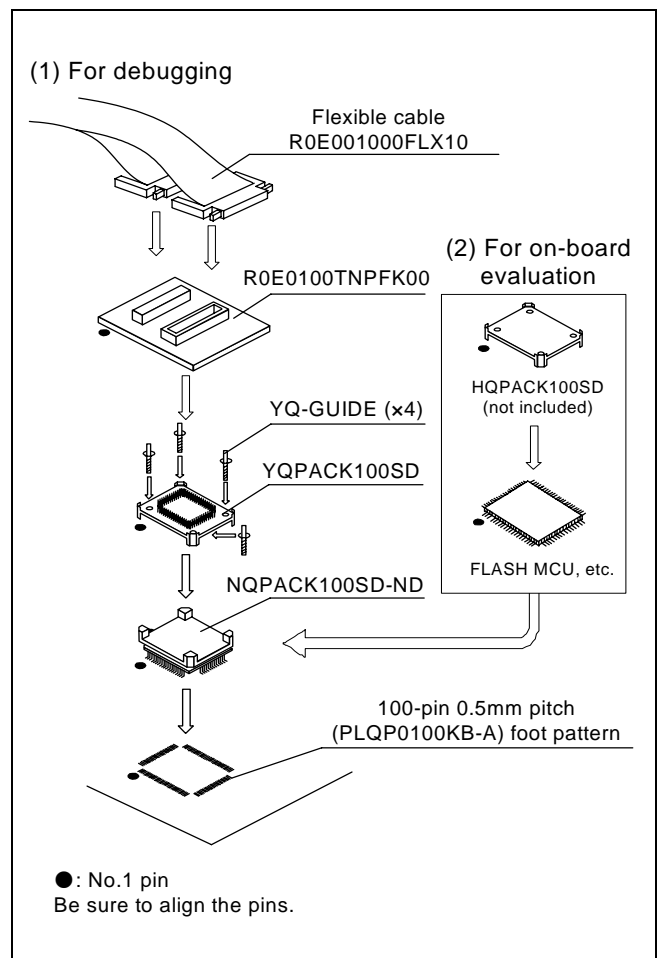 (1) For debugging
Flexible cable
R0E001000FLX10
R0E0100TNPFK00
(2) For on-board
evaluation
HQPACK100SD
(not included)
FLASH MCU, etc.
YQ-GUIDE (×4)
YQPACK100SD
NQPACK100SD-ND
100-pin 0.5mm pitch
(PLQP0100KB-A) foot pattern
●: No.1 pin
Be sure to align the pins.